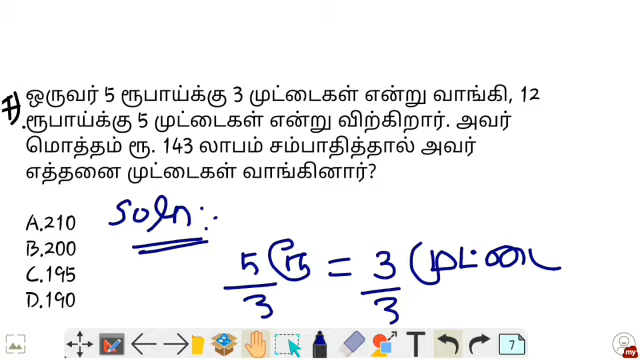 7) ஒருவர் 5 ரூபாய்க்கு 3 முட்டைகள் என்று வாங்கி, 12
ரூபாய்க்கு 5 முட்டைகள் என்று விற்கிறார். அவர்
மொத்தம் ரூ. 143 லாபம் சம்பாதித்தால் அவர்
எத்தனை முட்டைகள் வாங்கினார்?
A.210
B.200
C.195
D.190
Soln:-
5/3 ரூ = 3/3 முட்டை
7
my